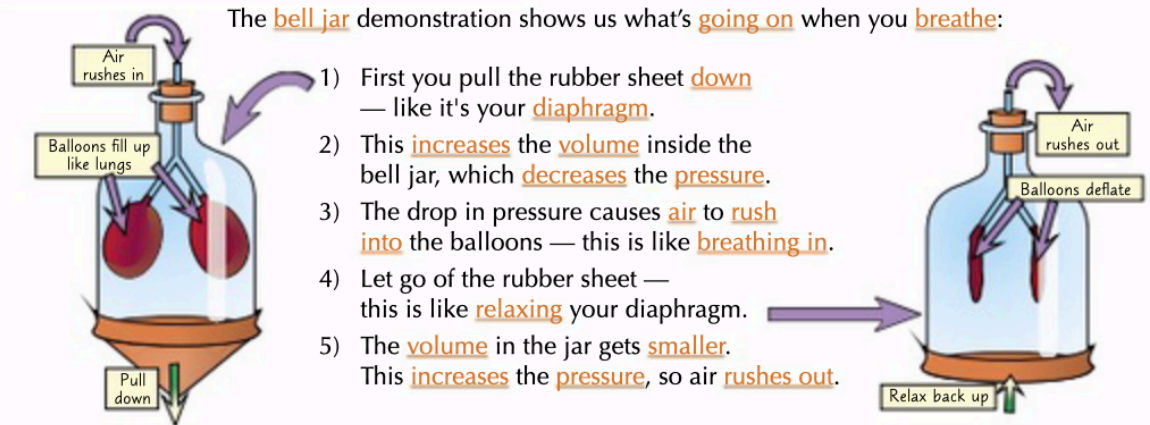 The bell jar demonstration shows us what's going on when you breathe:
Air
rushes in
Balloons fill up
like lungs
Pull
down
1) First you pull the rubber sheet down
— like it's your diaphragm.
2) This increases the volume inside the
bell jar, which decreases the pressure.
3) The drop in pressure causes air to rush
into the balloons — this is like breathing in.
4) Let go of the rubber sheet —
this is like relaxing your diaphragm.
5) The volume in the jar gets smaller.
This increases the pressure, so air rushes out.
Air
rushes out
Balloons deflate
Relax back up